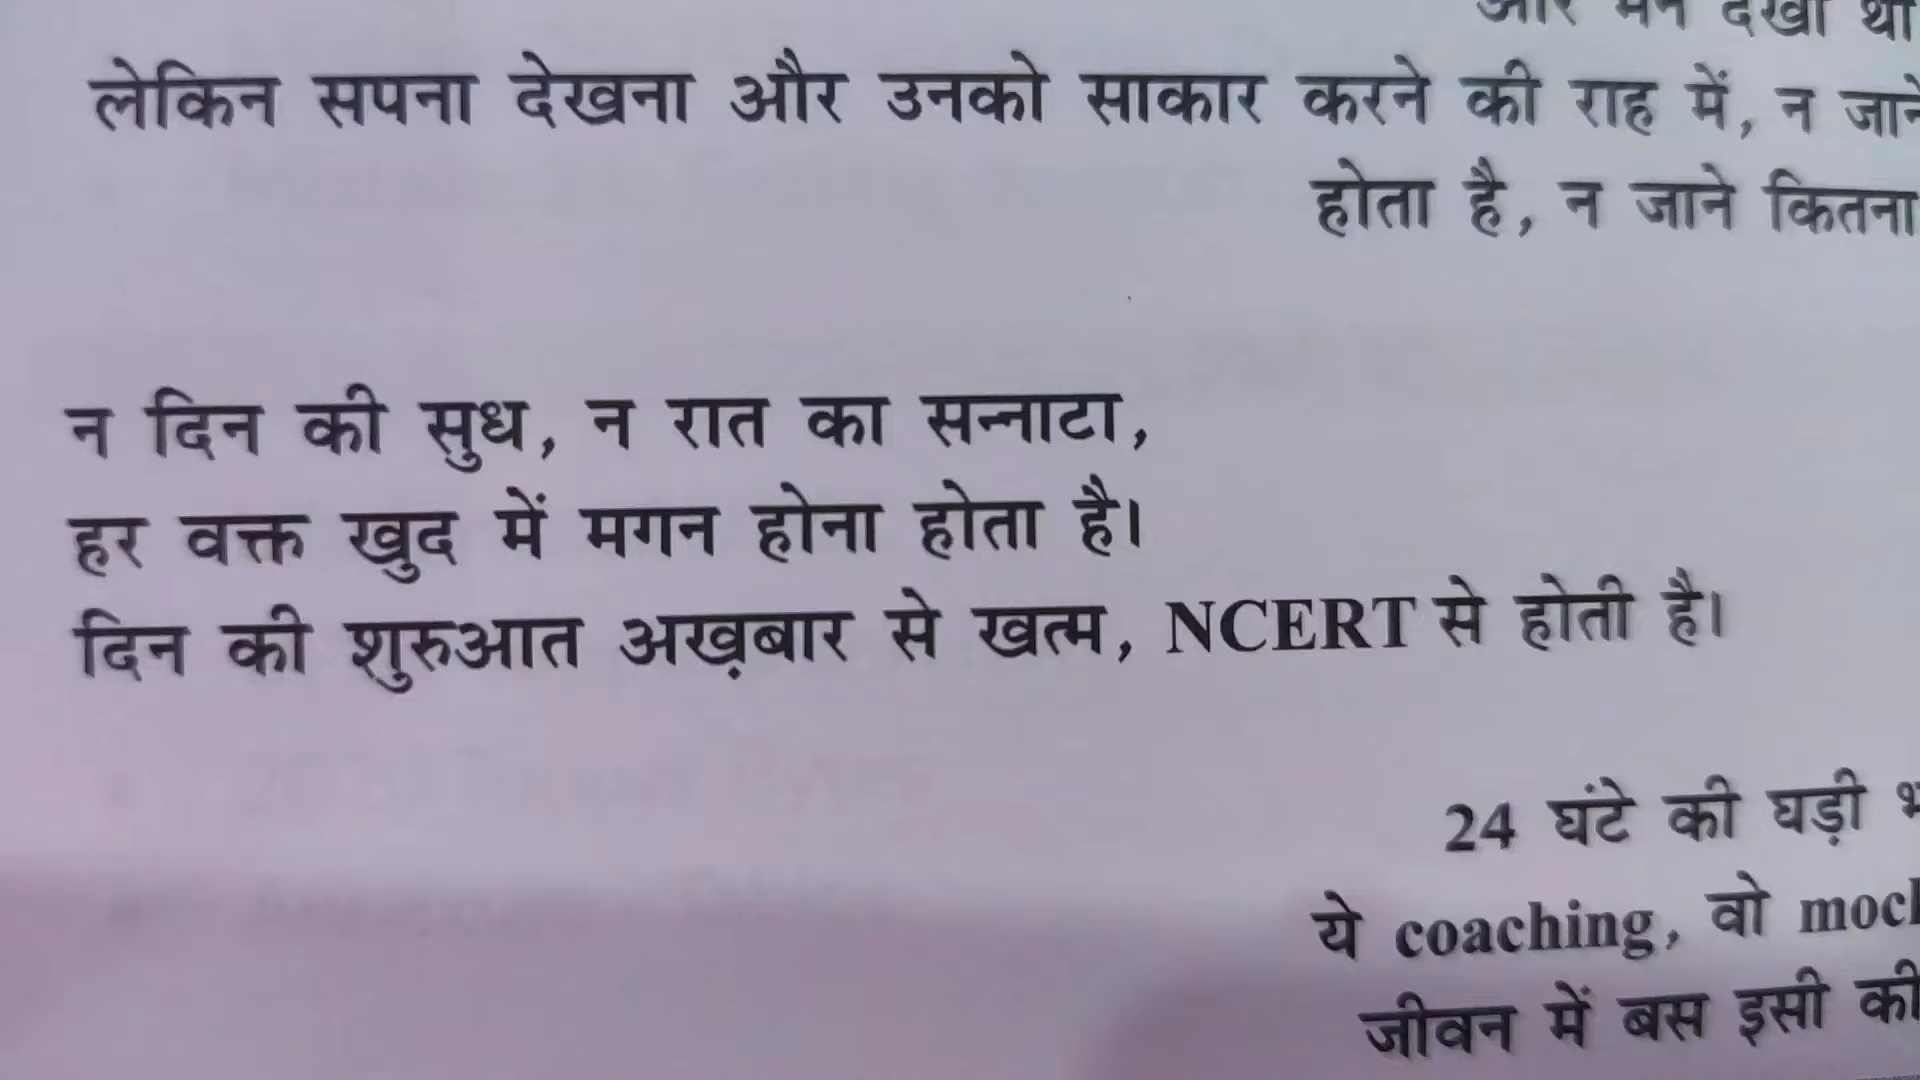 लेकिन सपना देखना और उनको साकार करने की राह में, न जाने
होता है, न जाने कितना
न दिन की सुध, न रात का सन्नाटा,
हर वक्त खुद में मगन होना होता है।
दिन की शुरुआत अख़बार से खत्म, NCERT से होती है।
24 घंटे की घड़ी
ये coaching, वो
जीवन में बस इसी की